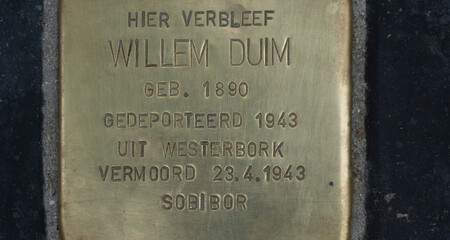 HIER VERBLEEF
WILLEM DUIM
GEB. 1890
GEDEPORTEERD 1943
UIT WESTERBORK
VERMOORD 23.4.1943
SOBIBOR